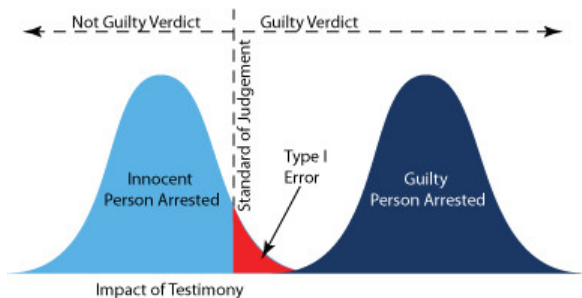 Not Guilty Verdict
Guilty Verdict
Standard of Judgement
Type I
Error
Innocent
Person Arrested
Guilty
Person Arrested
Impact of Testimony